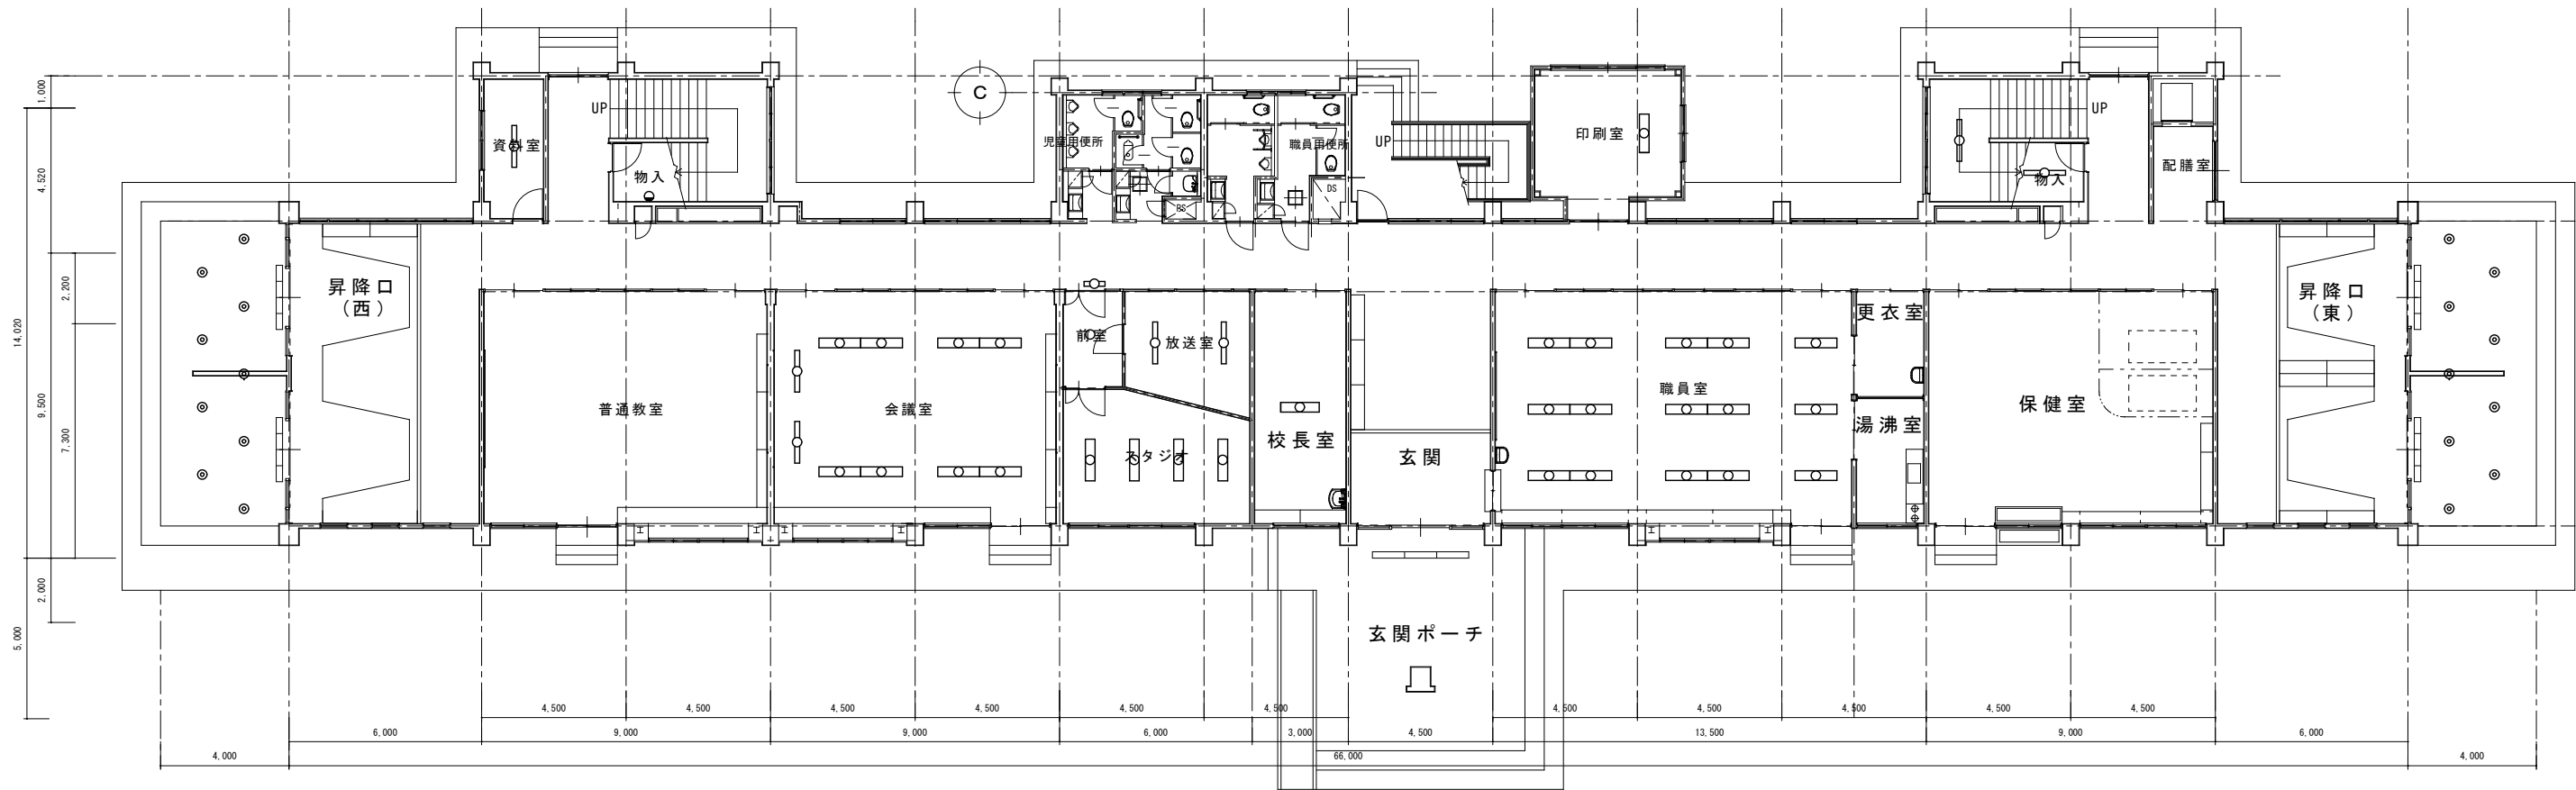 C
UP
UP
UP
資料室
物入
児童用便所
PS
職員用便所
DS
印刷室
配膳室
物入
昇降口
(西)
昇降口
(東)
前室
放送室
更衣室
普通教室
会議室
職員室
保健室
校長室
湯沸室
スタジオ
玄関
玄関ポーチ
1,000
4,520
2,200
14,020
9,500
7,300
2,000
5,000
4,500
4,500
4,500
4,500
4,500
4,500
4,500
4,500
4,500
4,500
4,500
6,000
9,000
9,000
6,000
3,000
4,500
13,500
9,000
6,000
4,000
66,000
4,000